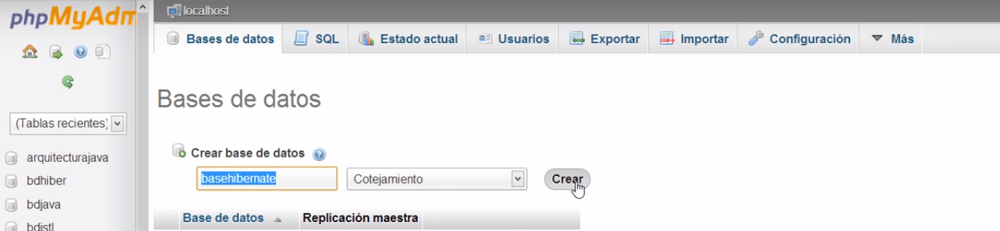 phpMyAdm
localhost
Bases de datos
SQL
Estado actual
Usuarios
Exportar
Importar
Configuración
Más
(Tablas recientes)
arquitecturajava
bdhiber
bdjava
bdjstl
Bases de datos
Crear base de datos
basehibernate
Cotejamiento
Crear
Base de datos
Replicación maestra